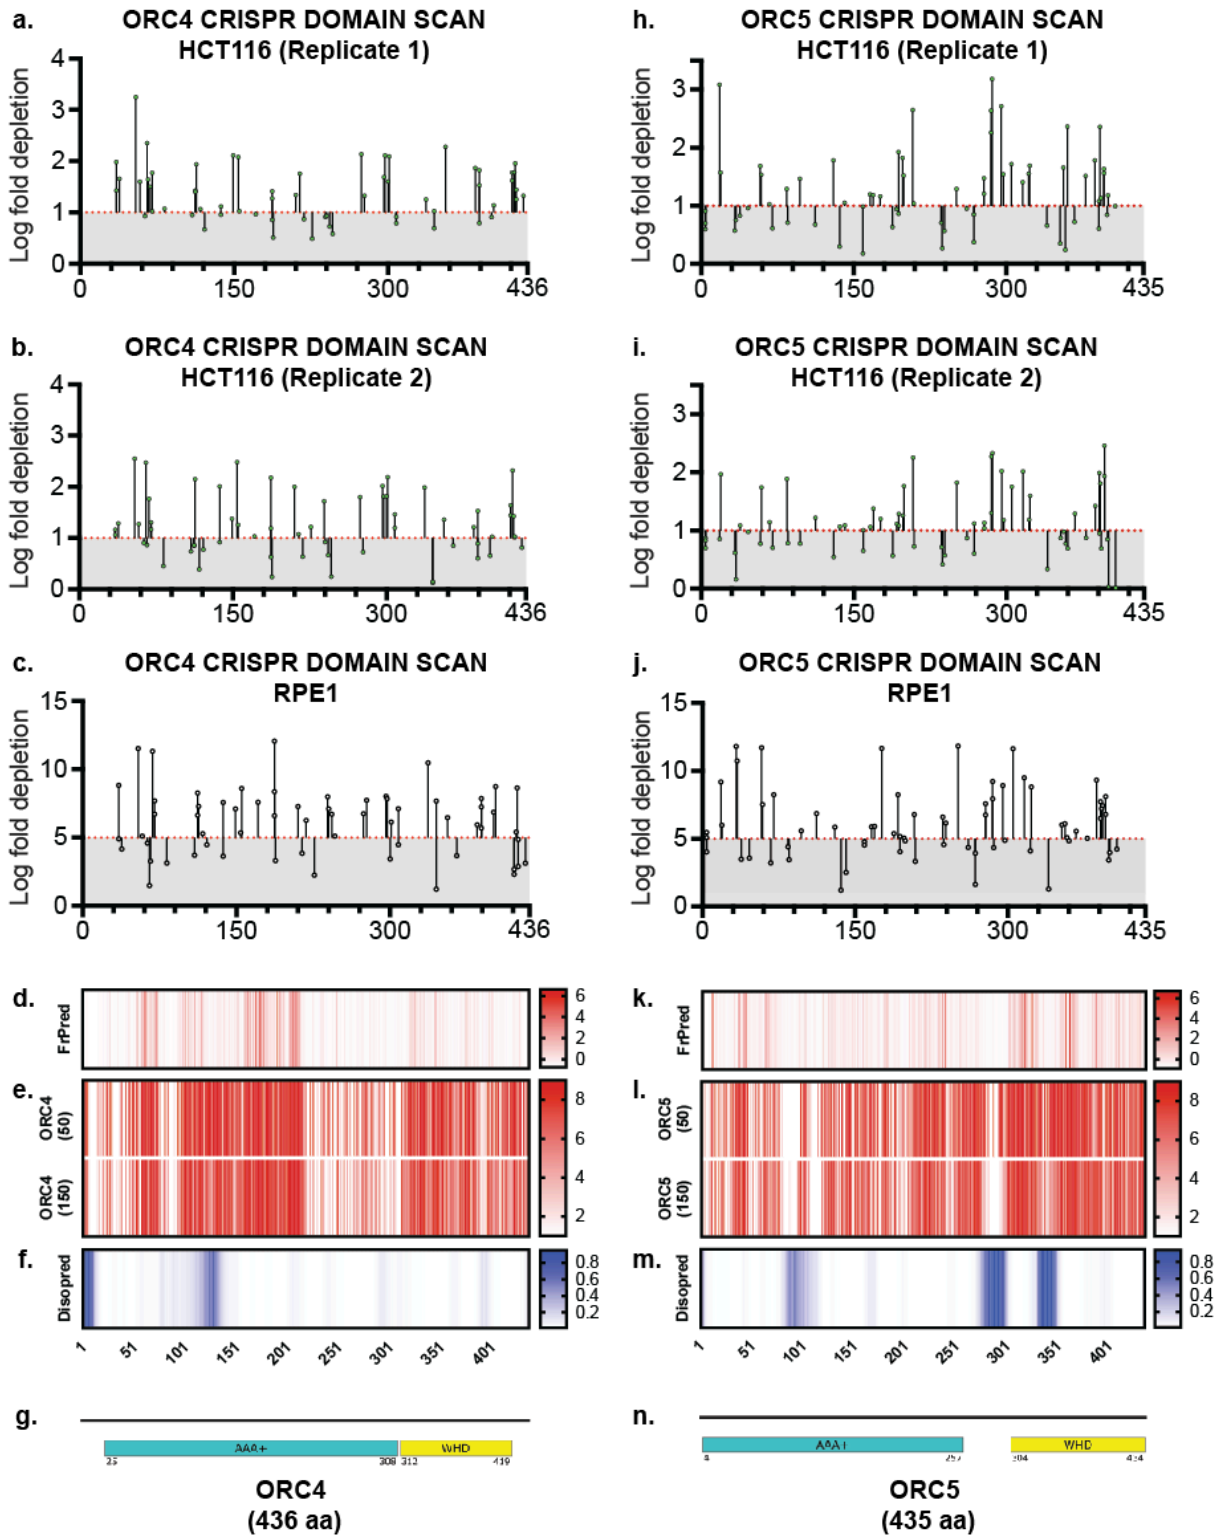 a.
ORC4 CRISPR DOMAIN SCAN
HCT116 (Replicate 1)
Log fold depletion
4
3
2
1
0
0 150 300 436
h.
ORC5 CRISPR DOMAIN SCAN
HCT116 (Replicate 1)
Log fold depletion
3
2
1
0
0 150 300 435
b.
ORC4 CRISPR DOMAIN SCAN
HCT116 (Replicate 2)
Log fold depletion
4
3
2
1
0
0 150 300 436
i.
ORC5 CRISPR DOMAIN SCAN
HCT116 (Replicate 2)
Log fold depletion
3
2
1
0
0 150 300 435
c.
ORC4 CRISPR DOMAIN SCAN
RPE1
Log fold depletion
15
10
5
0
0 150 300 436
j.
ORC5 CRISPR DOMAIN SCAN
RPE1
Log fold depletion
15
10
5
0
0 150 300 435
d.
FrPred
6
4
2
0
k.
FrPred
6
4
2
0
e.
ORC4
(50)
ORC4
(150)
8
6
4
2
l.
ORC5
(50)
ORC5
(150)
8
6
4
2
f.
Disopred
0.8
0.6
0.4
0.2
1 51 101 151 201 251 301 351 401
m.
Disopred
0.8
0.6
0.4
0.2
1 51 101 151 201 251 301 351 401
g.
AAA+ WHD
308 312 419
ORC4
(436 aa)
n.
WHD
ORC5
(435 aa)